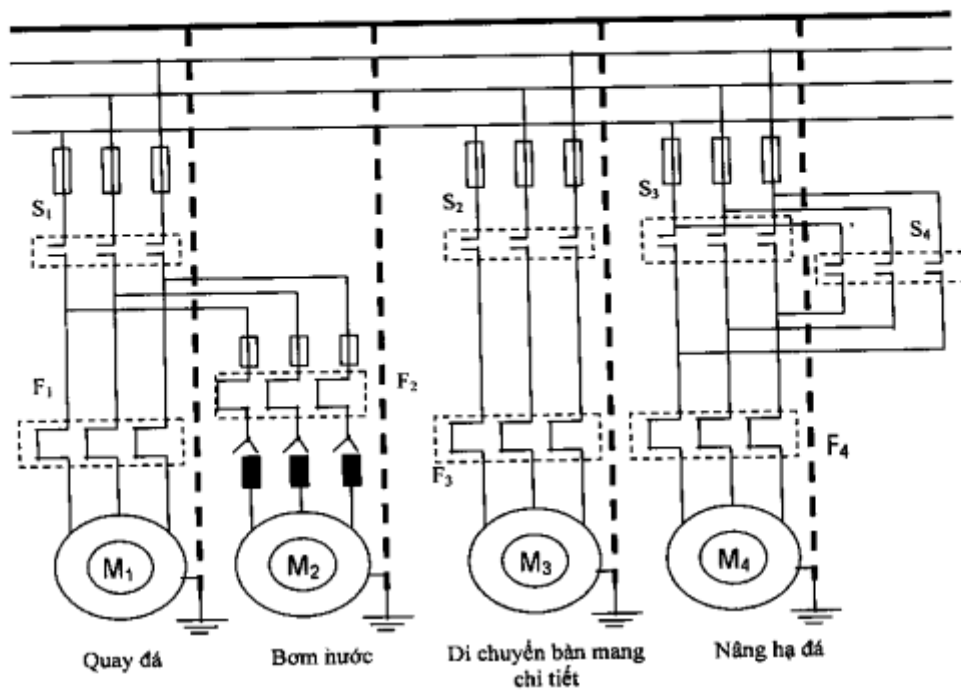 S1
S2
S3
S4
F1
F2
F3
F4
M1
M2
M3
M4
Quay đá
Bơm nước
Di chuyển bàn mang
chi tiết
Nâng hạ đá